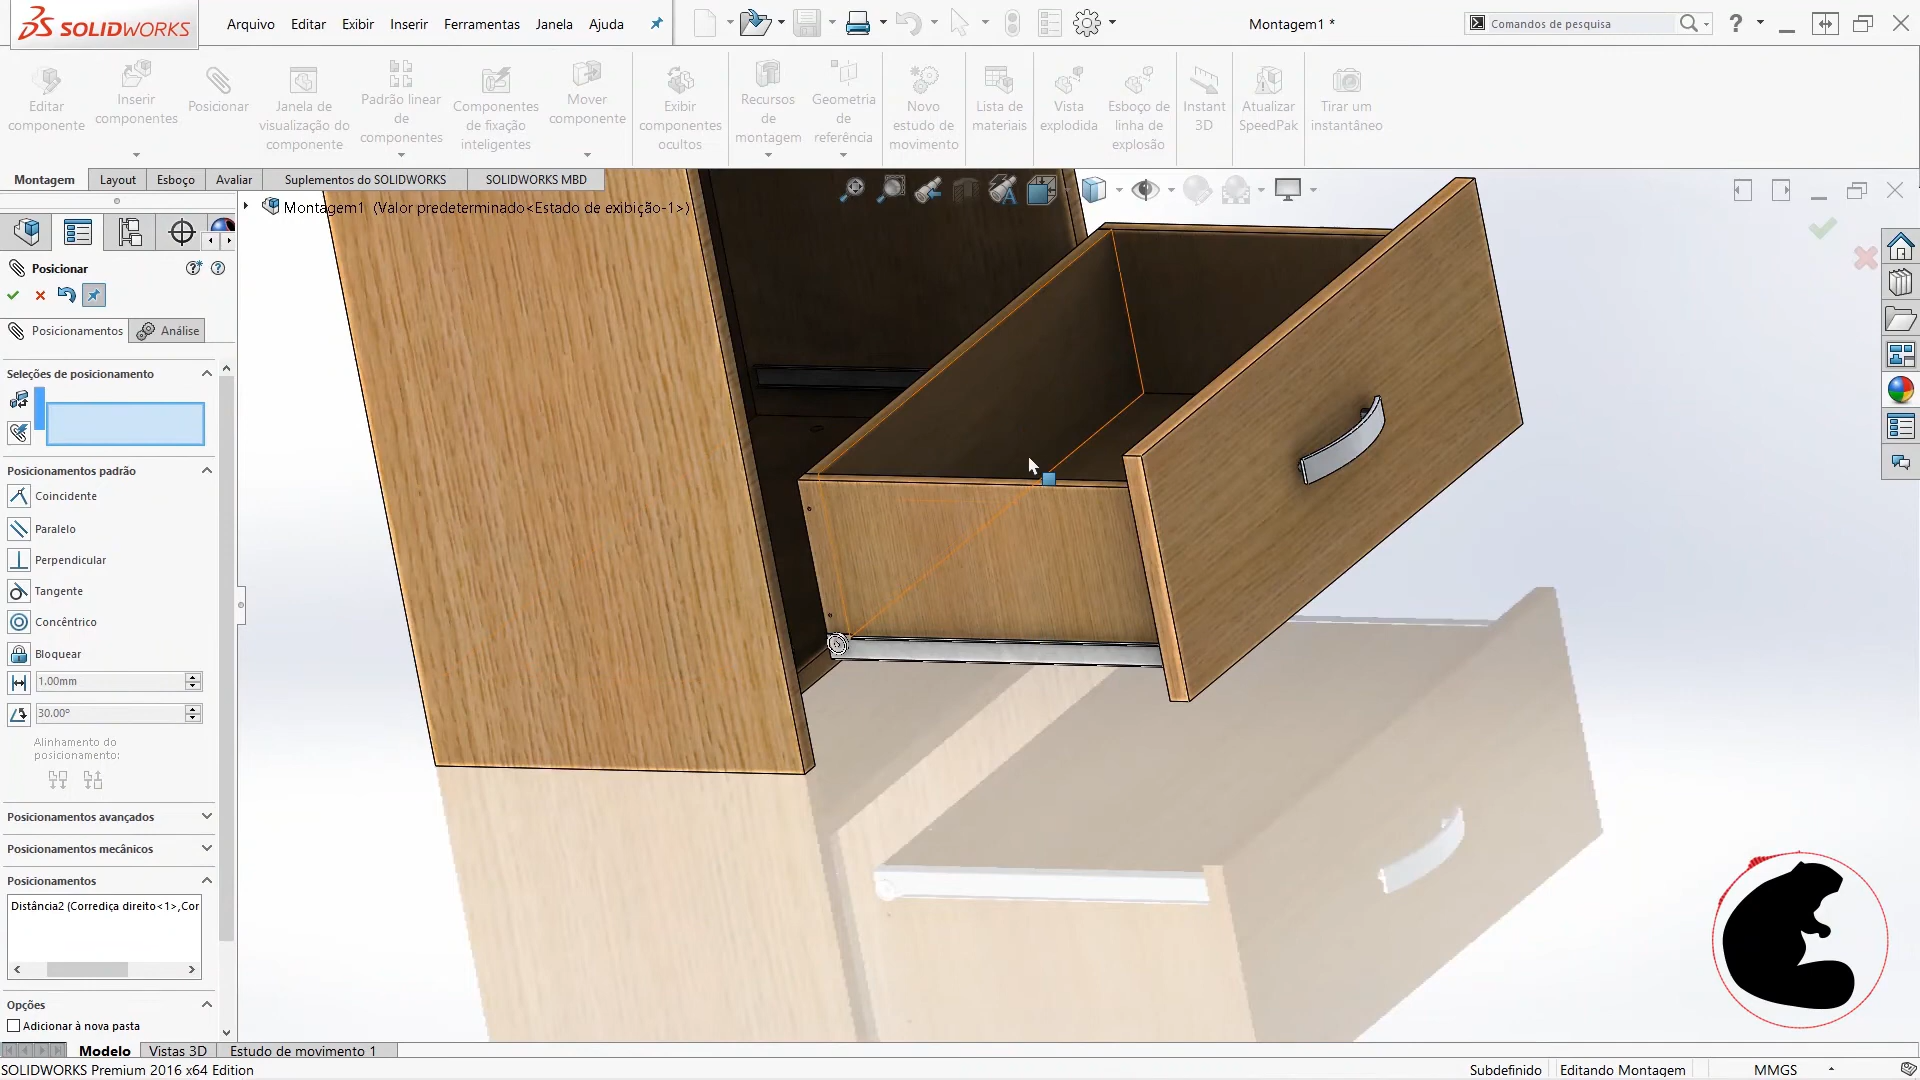 SOLIDWORKS
Arquivo Editar Exibir Inserir Ferramentas Janela Ajuda
Montagem1 *
Comandos de pesquisa
?
Editar componente
Inserir componentes
Posicionar
Janela de visualização do componente
Padrão linear de componentes
Componentes de fixação inteligentes
Mover componente
Exibir componentes ocultos
Recursos de montagem
Geometria de referência
Novo estudo de movimento
Lista de materiais
Vista explodida
Esboço de linha de explosão
Instant 3D
Atualizar SpeedPak
Tirar um instantâneo
Montagem Layout Esboço Avaliar Suplementos do SOLIDWORKS SOLIDWORKS MBD
Montagem1 (Valor predeterminado<Estado de exibição-1>)
Posicionar
Posicionamentos Análise
Seleções de posicionamento
Posicionamentos padrão
Coincidente
Paralelo
Perpendicular
Tangente
Concêntrico
Bloquear
1.00mm
30.00°
Alinhamento do
posicionamento:
Posicionamentos avançados
Posicionamentos mecânicos
Posicionamentos
Distância2 (Corrediça direito<1>,Cor
Opções
Adicionar à nova pasta
Modelo Vistas 3D Estudo de movimento 1
SOLIDWORKS Premium 2016 x64 Edition
Subdefinido Editando Montagem MMGS